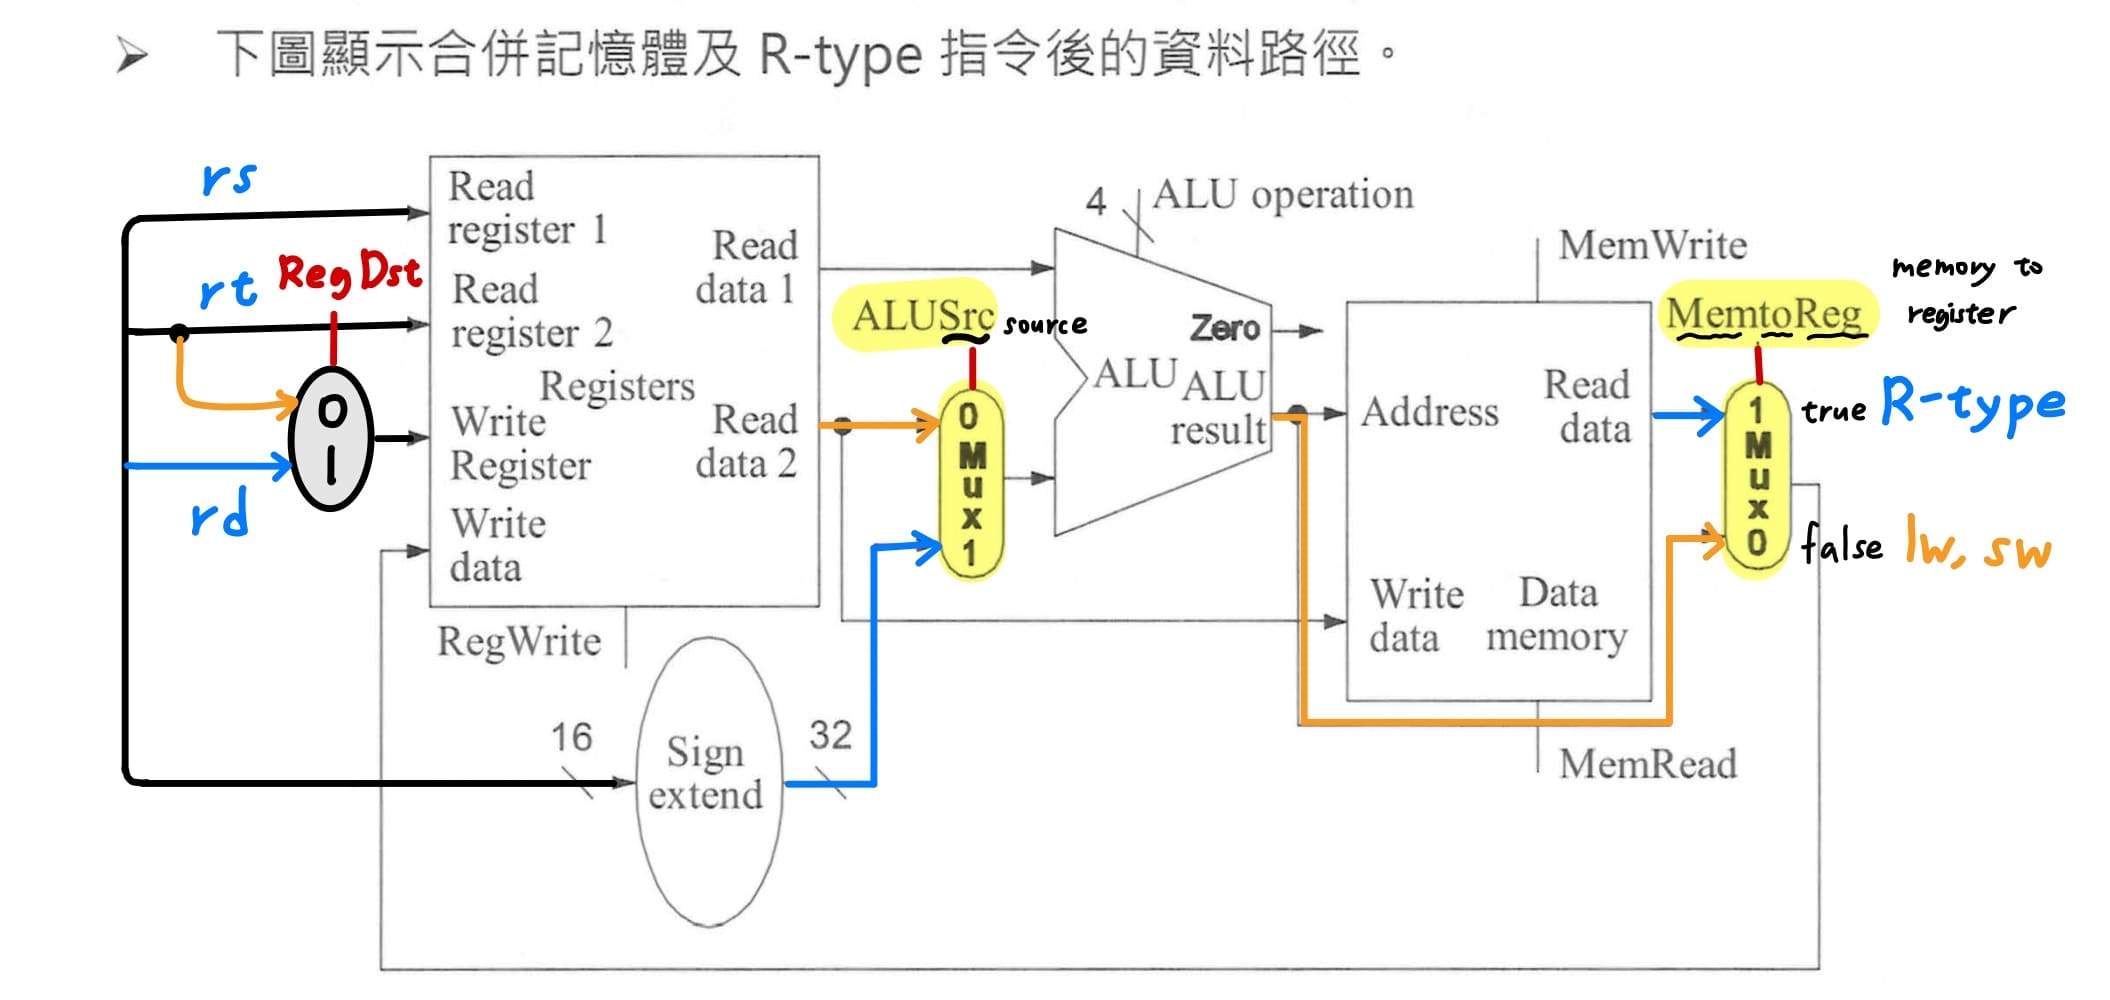 ➢ 下圖顯示合併記憶體及 R-type 指令後的資料路徑。
rs
rt
RegDst
0
1
rd
Read
register 1
Read
register 2
Registers
Write
Register
Write
data
Read
data 1
Read
data 2
RegWrite
16
Sign
extend
32
ALUSrc source
0
M
u
x
1
4
ALU operation
Zero
ALU
ALU
result
MemWrite
Address
Read
data
Write
data
Data
memory
MemRead
MemtoReg
memory to
register
1
M
u
x
0
true R-type
false lw, sw